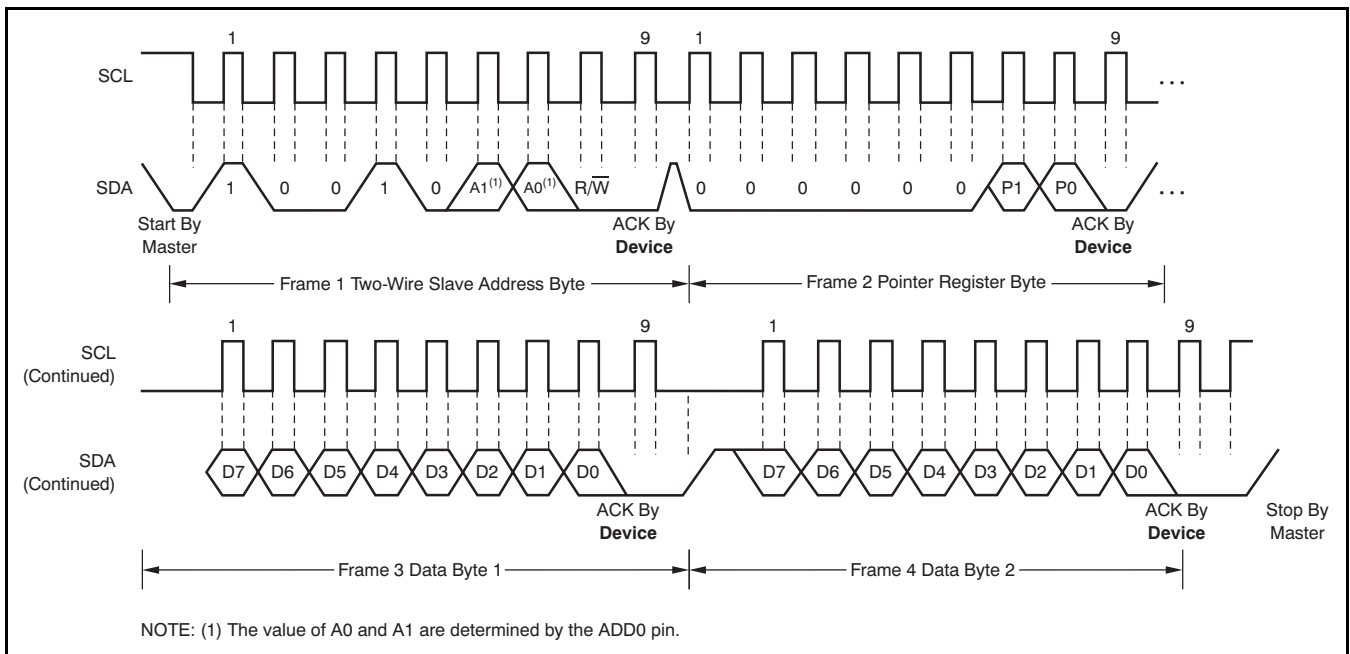 1 9 1 9
SCL ...
SDA 1 0 0 1 0 A1(1) A0(1) R/W̅ 0 0 0 0 0 0 P1 P0 ...
Start By Master
ACK By Device
ACK By Device
Frame 1 Two-Wire Slave Address Byte
Frame 2 Pointer Register Byte
1 9 1 9
SCL
(Continued)
SDA
(Continued)
D7 D6 D5 D4 D3 D2 D1 D0 D7 D6 D5 D4 D3 D2 D1 D0
ACK By Device
ACK By Device
Stop By Master
Frame 3 Data Byte 1
Frame 4 Data Byte 2
NOTE: (1) The value of A0 and A1 are determined by the ADD0 pin.